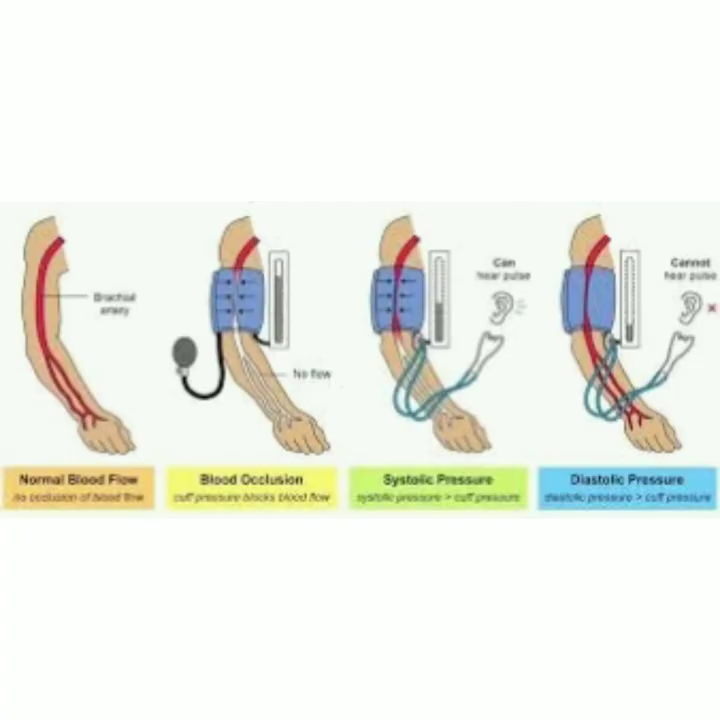 Brachial
artery
No flow
Can
hear pulse
Cannot
hear pulse
Normal Blood Flow
no occlusion of blood flow
Blood Occlusion
cuff pressure blocks blood flow
Systolic Pressure
systolic pressure > cuff pressure
Diastolic Pressure
diastolic pressure > cuff pressure